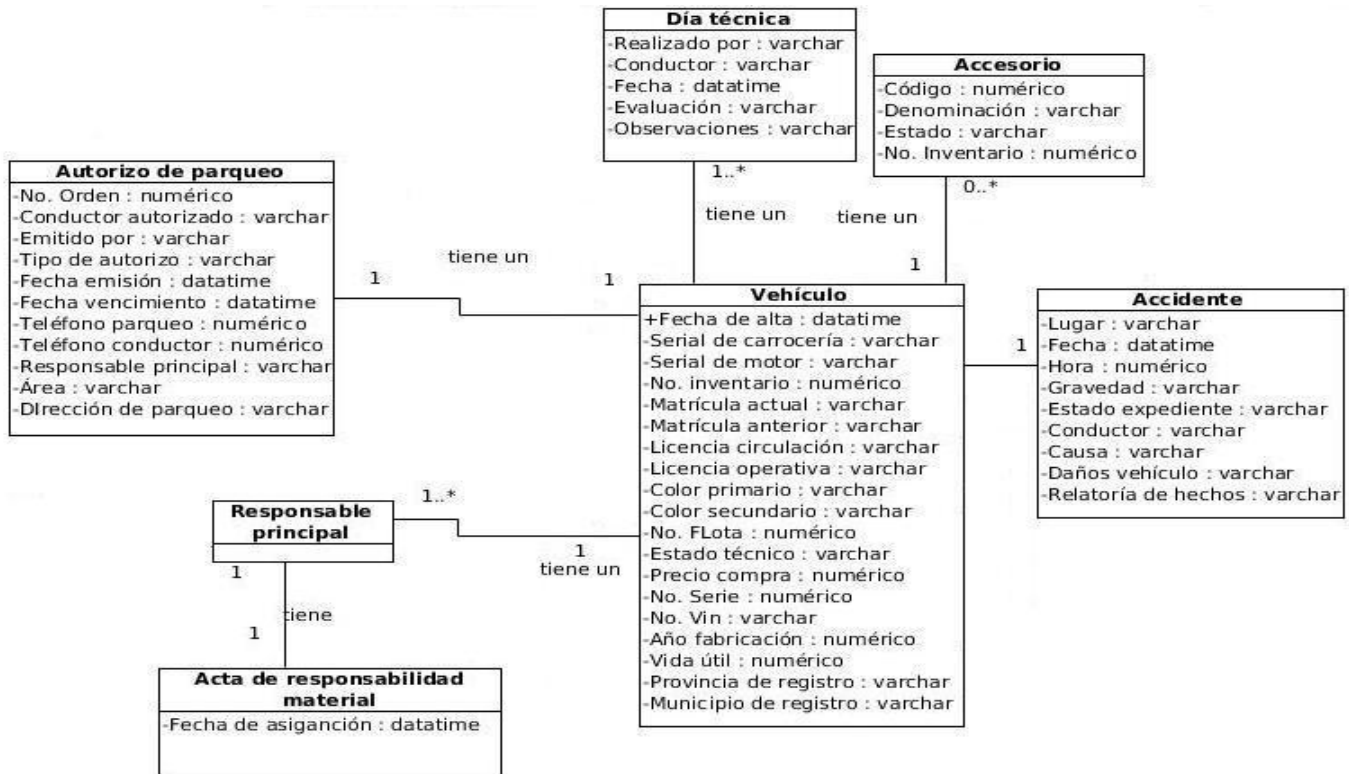 Día técnica
-Realizado por : varchar
-Conductor : varchar
-Fecha : datatime
-Evaluación : varchar
-Observaciones : varchar
Accesorio
-Código : numérico
-Denominación : varchar
-Estado : varchar
-No. Inventario : numérico
Autorizo de parqueo
-No. Orden : numérico
-Conductor autorizado : varchar
-Emitido por : varchar
-Tipo de autorizo : varchar
-Fecha emisión : datatime
-Fecha vencimiento : datatime
-Teléfono parqueo : numérico
-Teléfono conductor : numérico
-Responsable principal : varchar
-Área : varchar
-DIrección de parqueo : varchar
1..*
tiene un
0..*
tiene un
1
tiene un
1
1
Vehículo
+Fecha de alta : datatime
-Serial de carrocería : varchar
-Serial de motor : varchar
-No. inventario : numérico
-Matrícula actual : varchar
-Matrícula anterior : varchar
-Licencia circulación : varchar
-Licencia operativa : varchar
-Color primario : varchar
-Color secundario : varchar
-No. FLota : numérico
-Estado técnico : varchar
-Precio compra : numérico
-No. Serie : numérico
-No. Vin : varchar
-Año fabricación : numérico
-Vida útil : numérico
-Provincia de registro : varchar
-Municipio de registro : varchar
1
Accidente
-Lugar : varchar
-Fecha : datatime
-Hora : numérico
-Gravedad : varchar
-Estado expediente : varchar
-Conductor : varchar
-Causa : varchar
-Daños vehículo : varchar
-Relatoría de hechos : varchar
Responsable
principal
1..*
1
tiene un
1
tiene
1
Acta de responsabilidad
material
-Fecha de asiganción : datatime